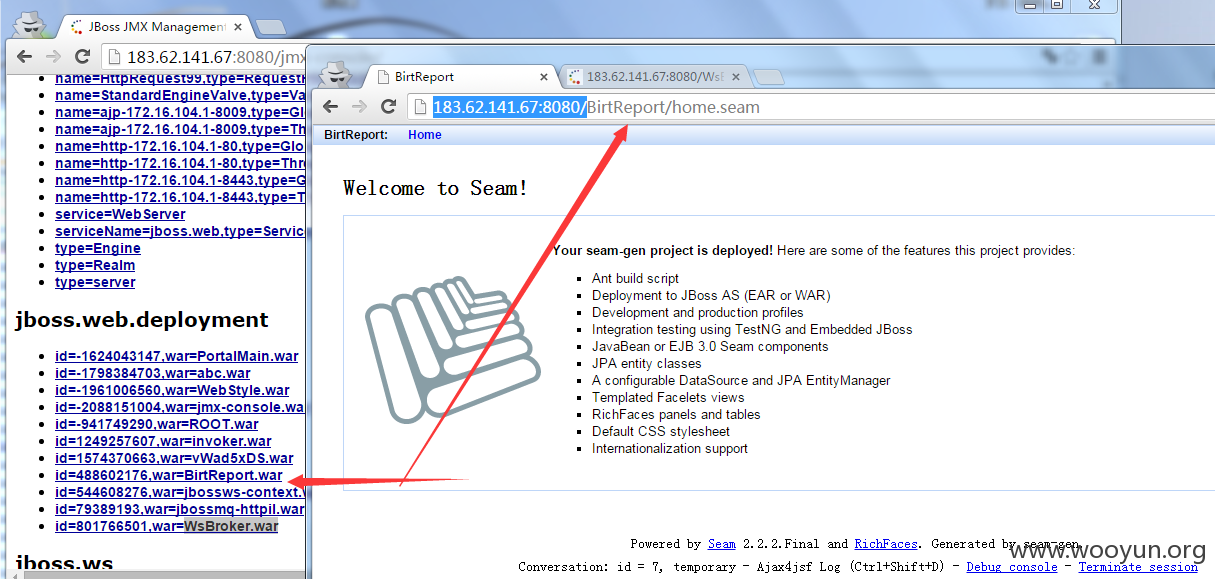 JBoss JMX Management
183.62.141.67:8080/jmx
name=HttpRequest99,type=RequestP
name=StandardEngineValve,type=Va
name=ajp-172.16.104.1-8009,type=Glo
name=ajp-172.16.104.1-8009,type=Th
name=http-172.16.104.1-80,type=Glo
name=http-172.16.104.1-80,type=Thre
name=http-172.16.104.1-8443,type=G
name=http-172.16.104.1-8443,type=T
service=WebServer
serviceName=jboss.web,type=Servic
type=Engine
type=Realm
type=server
jboss.web.deployment
id=-1624043147,war=PortalMain.war
id=-1798384703,war=abc.war
id=-1961006560,war=WebStyle.war
id=-2088151004,war=jmx-console.wa
id=-941749290,war=ROOT.war
id=1249257607,war=invoker.war
id=1574370663,war=vWad5xDS.war
id=488602176,war=BirtReport.war
id=544608276,war=jbossws-context.
id=79389193,war=jbossmq-httpil.war
id=801766501,war=WsBroker.war
jboss.ws
BirtReport
183.62.141.67:8080/WsB
183.62.141.67:8080/BirtReport/home.seam
BirtReport: Home
Welcome to Seam!
Your seam-gen project is deployed! Here are some of the features this project provides:
Ant build script
Deployment to JBoss AS (EAR or WAR)
Development and production profiles
Integration testing using TestNG and Embedded JBoss
JavaBean or EJB 3.0 Seam components
JPA entity classes
A configurable DataSource and JPA EntityManager
Templated Facelets views
RichFaces panels and tables
Default CSS stylesheet
Internationalization support
Powered by Seam 2.2.2.Final and RichFaces. Generated by seam-gen.
www.wooyun.org
Conversation: id = 7, temporary - Ajax4jsf Log (Ctrl+Shift+D) - Debug console - Terminate session